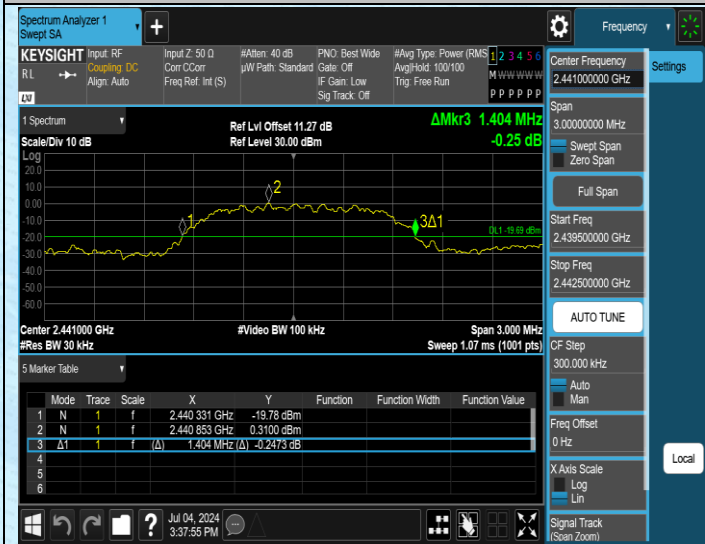 Spectrum Analyzer 1
Swept SA
+
Frequency
KEYSIGHT
RL
LXI
Input: RF
Coupling: DC
Align: Auto
Input Z: 50 Ω
Corr CCorr
Freq Ref: Int (S)
#Atten: 40 dB
µW Path: Standard
PNO: Best Wide
Gate: Off
IF Gain: Low
Sig Track: Off
#Avg Type: Power (RMS
Avg|Hold: 100/100
Trig: Free Run
1 2 3 4 5 6
M W W W W W
P P P P P P
1 Spectrum
Scale/Div 10 dB
Ref Lvl Offset 11.27 dB
Ref Level 30.00 dBm
ΔMkr3 1.404 MHz
-0.25 dB
Log
20.0
10.0
0.00
-10.0
-20.0
-30.0
-40.0
-50.0
-60.0
1
2
3Δ1
DL1 -19.69 dBm
Center 2.441000 GHz
#Video BW 100 kHz
Span 3.000 MHz
#Res BW 30 kHz
Sweep 1.07 ms (1001 pts)
5 Marker Table
Mode Trace Scale X Y Function Function Width Function Value
1 N 1 f 2.440 331 GHz -19.78 dBm
2 N 1 f 2.440 853 GHz 0.3100 dBm
3 Δ1 1 f (Δ) 1.404 MHz (Δ) -0.2473 dB
4
5
6
?
Jul 04, 2024
3:37:55 PM
Center Frequency
2.441000000 GHz
Settings
Span
3.00000000 MHz
Swept Span
Zero Span
Full Span
Start Freq
2.439500000 GHz
Stop Freq
2.442500000 GHz
AUTO TUNE
CF Step
300.000 kHz
Auto
Man
Freq Offset
0 Hz
Local
X Axis Scale
Log
Lin
Signal Track
(Span Zoom)